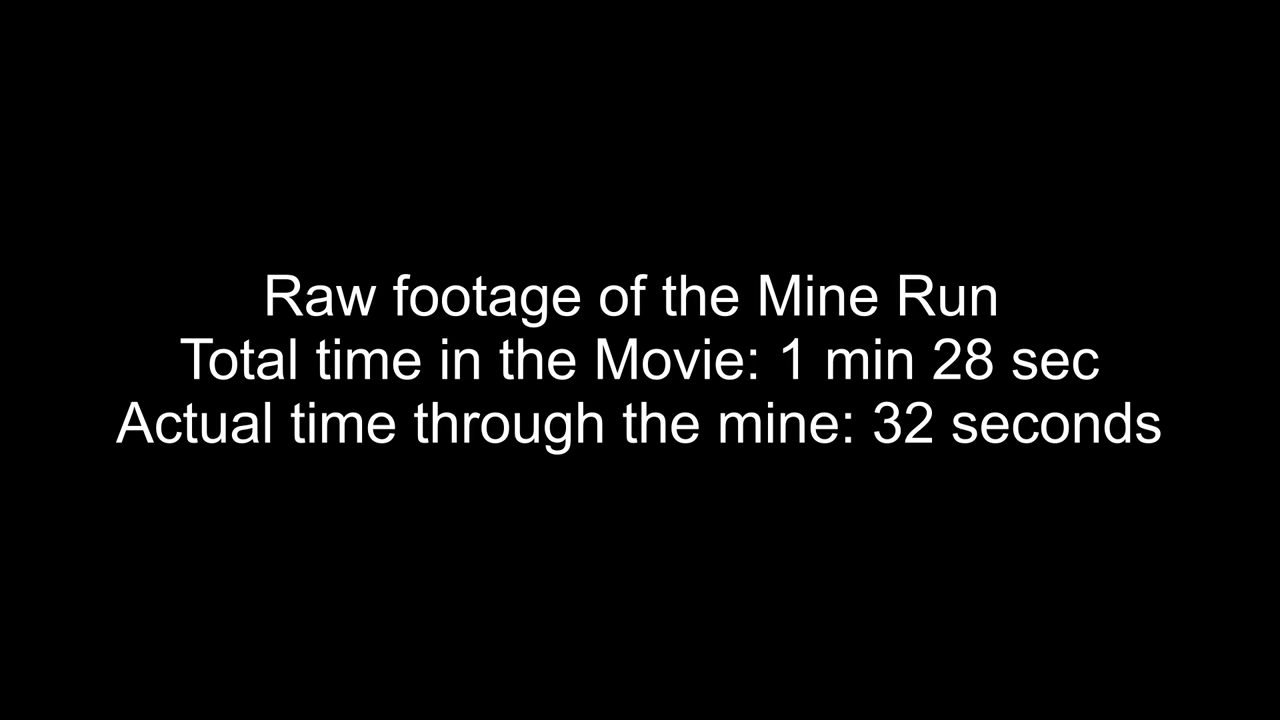 Raw footage of the Mine Run
Total time in the Movie: 1 min 28 sec
Actual time through the mine: 32 seconds